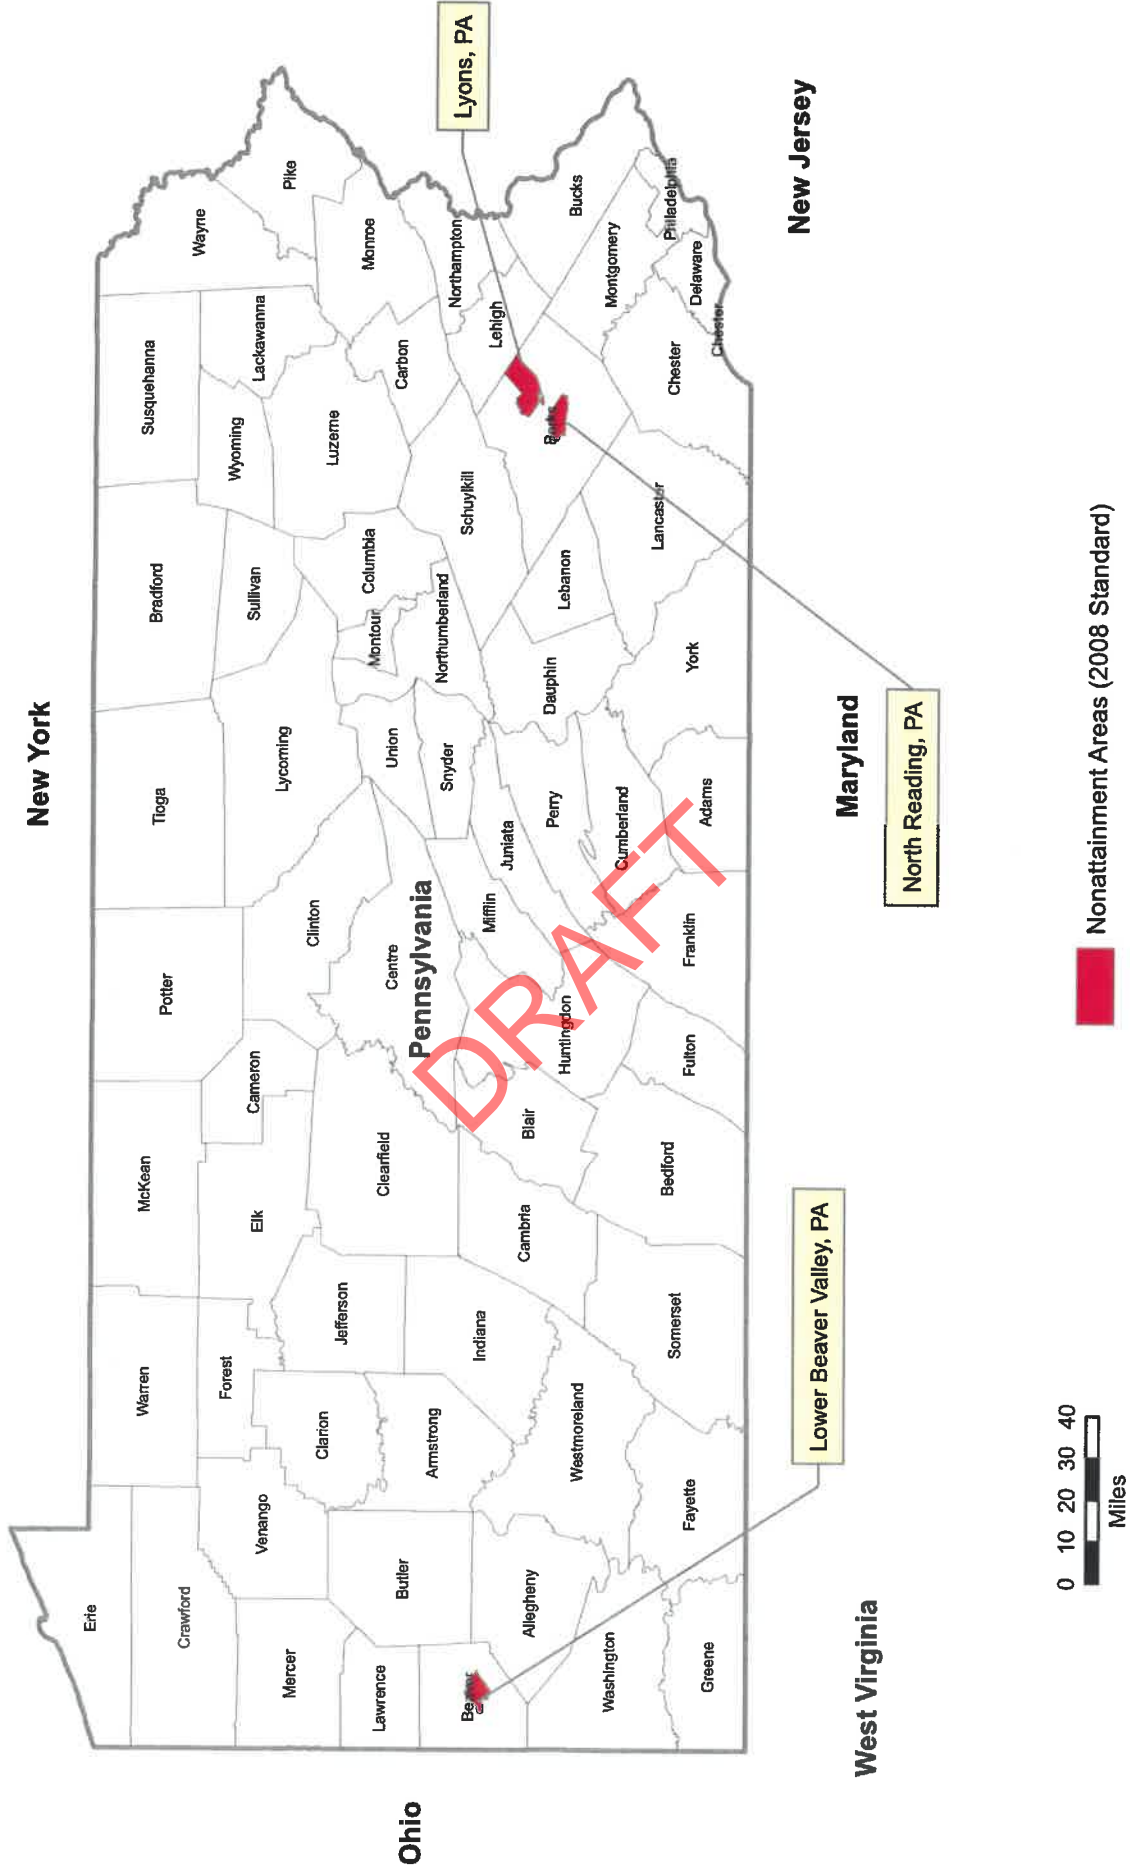 New York
Erie
Crawford
Warren
McKean
Potter
Tioga
Bradford
Susquehanna
Wayne
Pike
Forest
Elk
Cameron
Venango
Mercer
Clarion
Jefferson
Clinton
Lycoming
Sullivan
Wyoming
Lackawanna
Luzerne
Monroe
Lawrence
Butler
Armstrong
Clearfield
Centre
Pennsylvania
Union
Montour
Columbia
Carbon
Northampton
Lyons, PA
Ohio
Allegheny
Indiana
Cambria
Blair
Mifflin
Snyder
Northumberland
Schuylkill
Lehigh
Huntingdon
Juniata
Perry
Dauphin
Lebanon
Bucks
Montgomery
Philadelphia
Westmoreland
Washington
Greene
Fayette
Somerset
Bedford
Fulton
Franklin
Cumberland
Adams
York
Lancaster
Chester
Chester
Delaware
DRAFT
New Jersey
Lower Beaver Valley, PA
West Virginia
Maryland
North Reading, PA
0 10 20 30 40
Miles
Nonattainment Areas (2008 Standard)